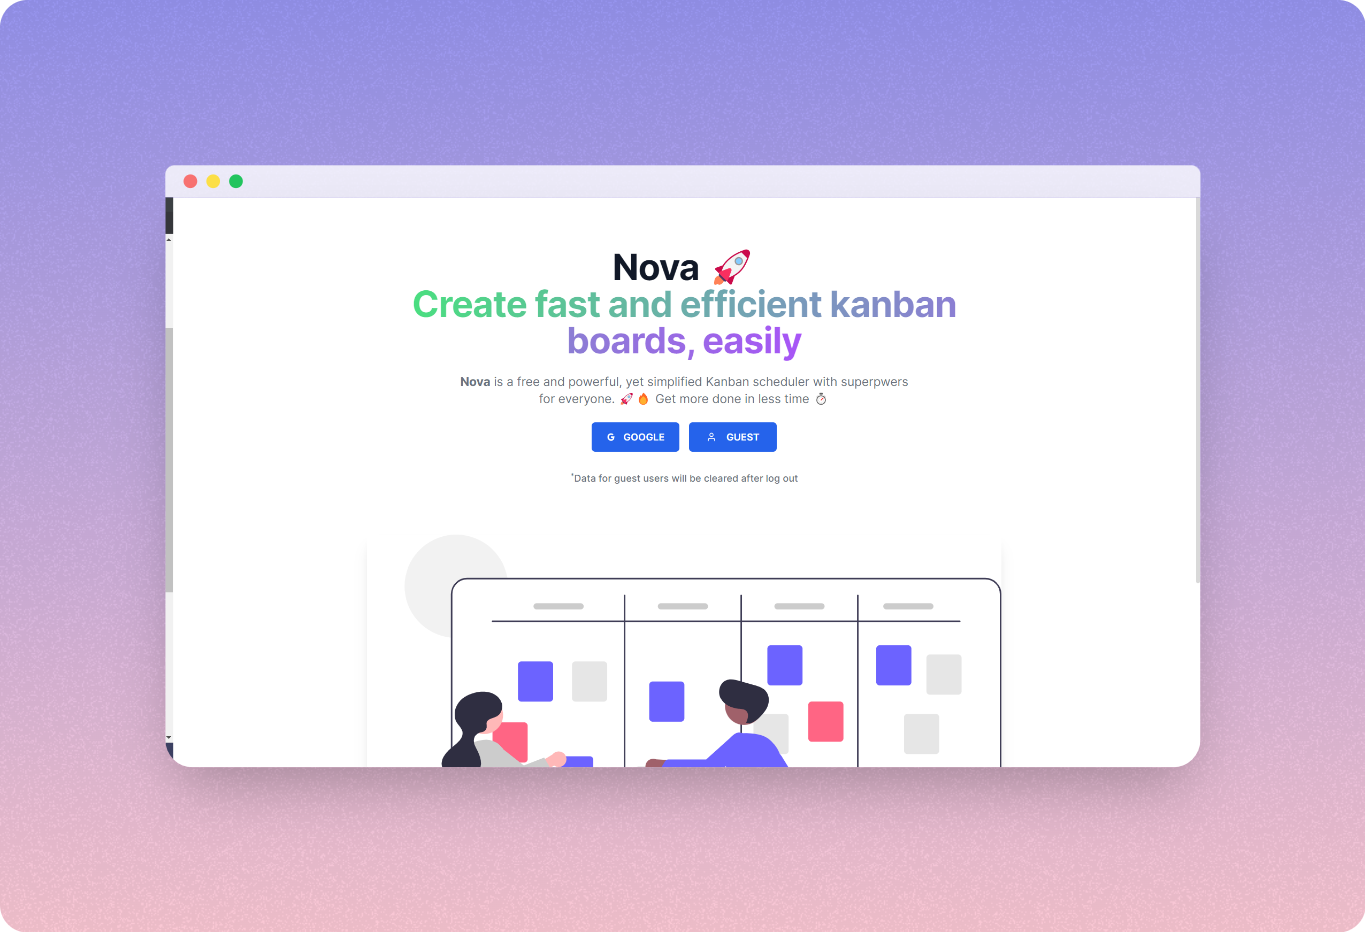 Nova 🚀
Create fast and efficient kanban
boards, easily
Nova is a free and powerful, yet simplified Kanban scheduler with superpwers
for everyone. 🚀🔥 Get more done in less time ⏱
G GOOGLE
GUEST
*Data for guest users will be cleared after log out